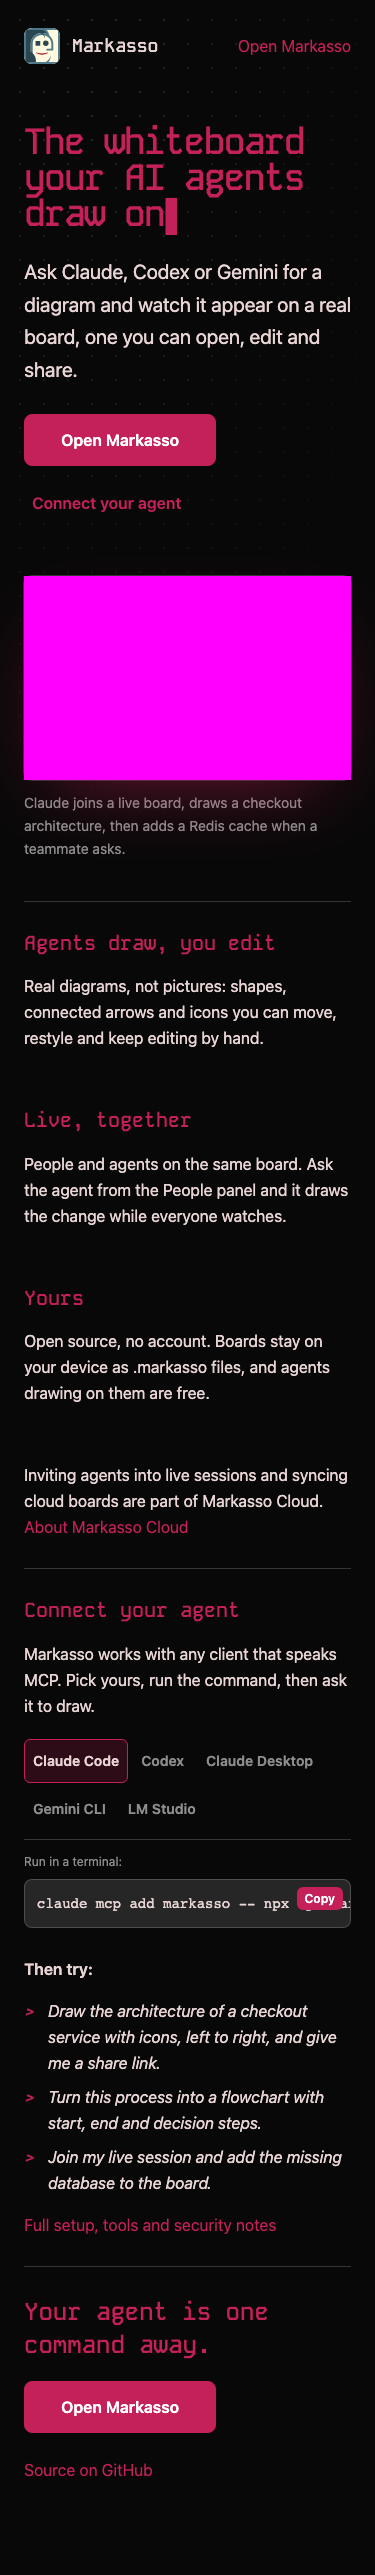 Markasso
Open Markasso
The whiteboard
your AI agents
draw on
Ask Claude, Codex or Gemini for a
diagram and watch it appear on a real
board, one you can open, edit and
share.
Open Markasso
Connect your agent
Claude joins a live board, draws a checkout
architecture, then adds a Redis cache when a
teammate asks.
Agents draw, you edit
Real diagrams, not pictures: shapes,
connected arrows and icons you can move,
restyle and keep editing by hand.
Live, together
People and agents on the same board. Ask
the agent from the People panel and it draws
the change while everyone watches.
Yours
Open source, no account. Boards stay on
your device as .markasso files, and agents
drawing on them are free.
Inviting agents into live sessions and syncing
cloud boards are part of Markasso Cloud.
About Markasso Cloud
Connect your agent
Markasso works with any client that speaks
MCP. Pick yours, run the command, then ask
it to draw.
Claude Code Codex Claude Desktop
Gemini CLI LM Studio
Run in a terminal:
claude mcp add markasso -- npx
Copy
Then try:
> Draw the architecture of a checkout
service with icons, left to right, and give
me a share link.
> Turn this process into a flowchart with
start, end and decision steps.
> Join my live session and add the missing
database to the board.
Full setup, tools and security notes
Your agent is one
command away.
Open Markasso
Source on GitHub